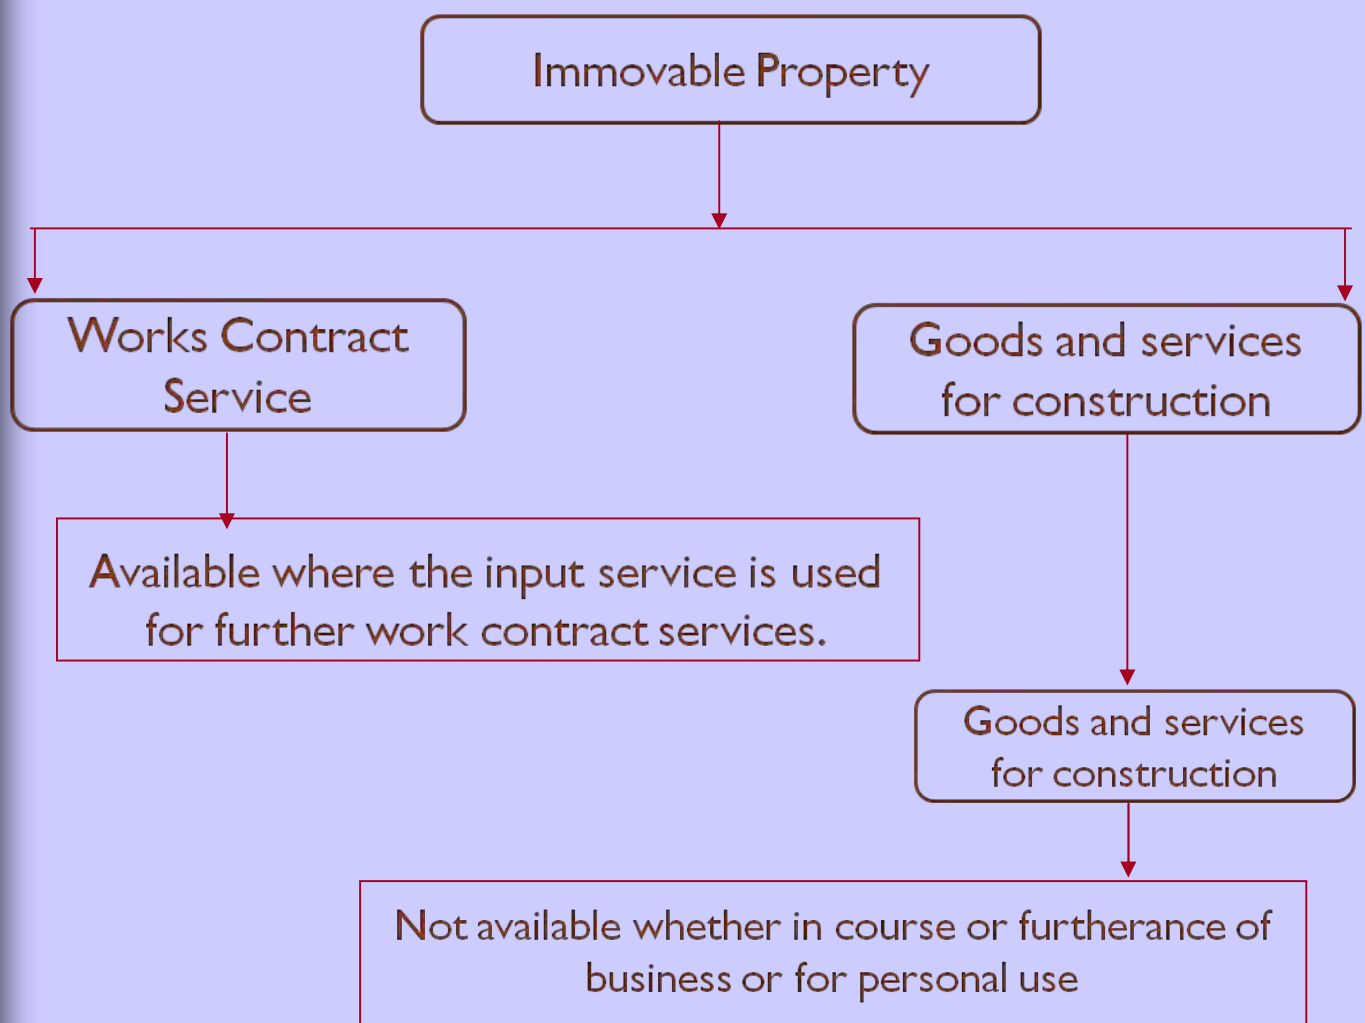 Immovable Property
Works Contract
Service
Goods and services
for construction
Available where the input service is used
for further work contract services.
Goods and services
for construction
Not available whether in course or furtherance of
business or for personal use